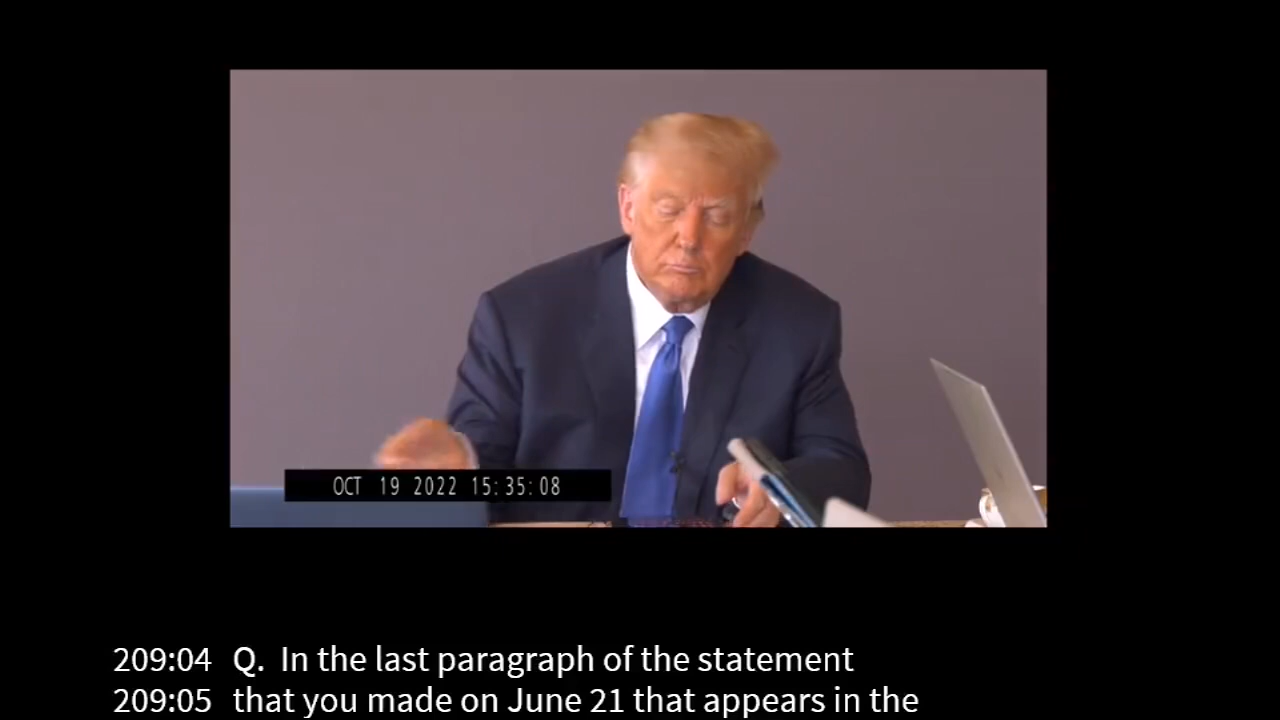 OCT 19 2022 15:35:08
209:04 Q. In the last paragraph of the statement
209:05 that you made on June 21 that appears in the